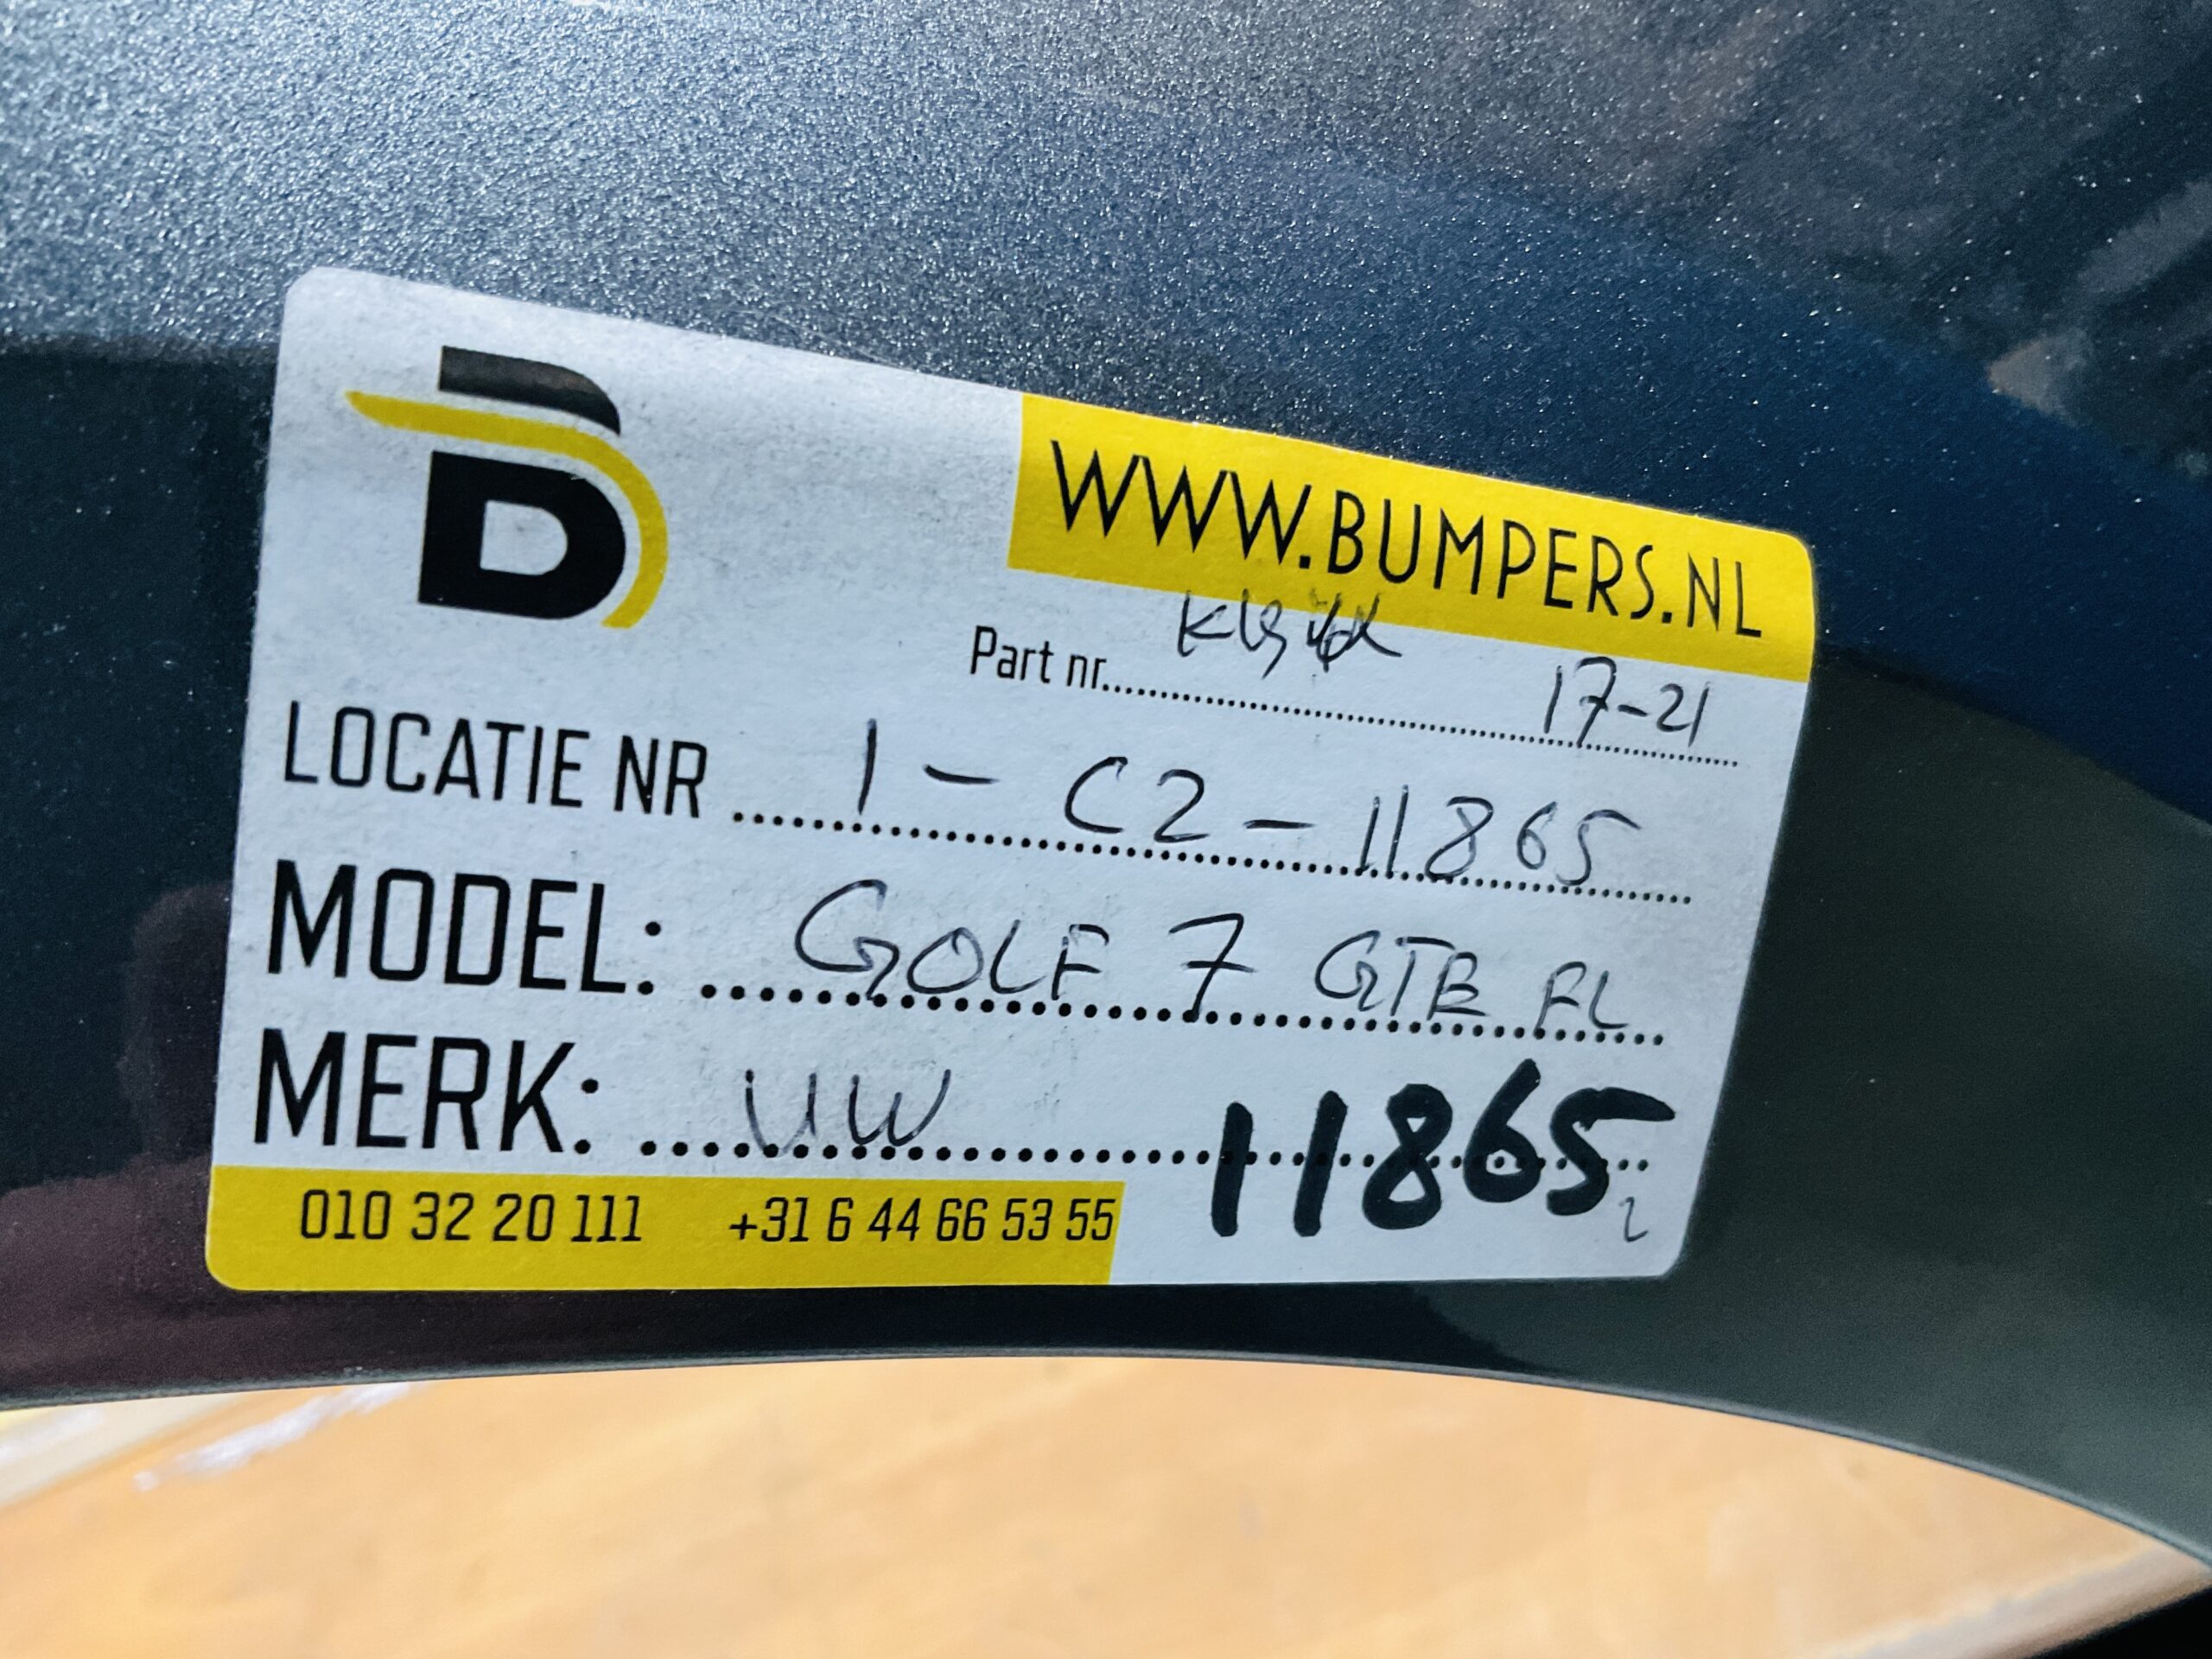 WWW.BUMPERS.NL
Part nr. 17-21
LOCATIE NR 1 - C2 - 11865
MODEL: GOLF 7 GTE FL
MERK: VW 11865
010 32 20 111 +31 6 44 66 53 55